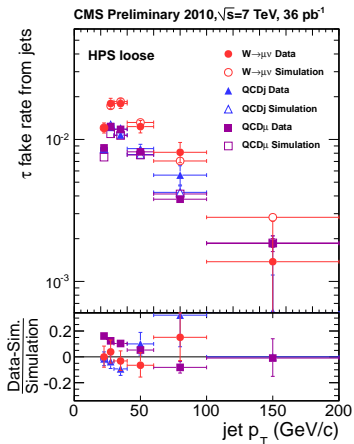 CMS Preliminary 2010,√s=7 TeV, 36 pb⁻¹
HPS loose
W→μν Data
W→μν Simulation
QCDj Data
QCDj Simulation
QCDμ Data
QCDμ Simulation
τ fake rate from jets
10⁻²
10⁻³
Data-Sim.
Simulation
0.2
0
-0.2
0 50 100 150 200
jet p_T (GeV/c)